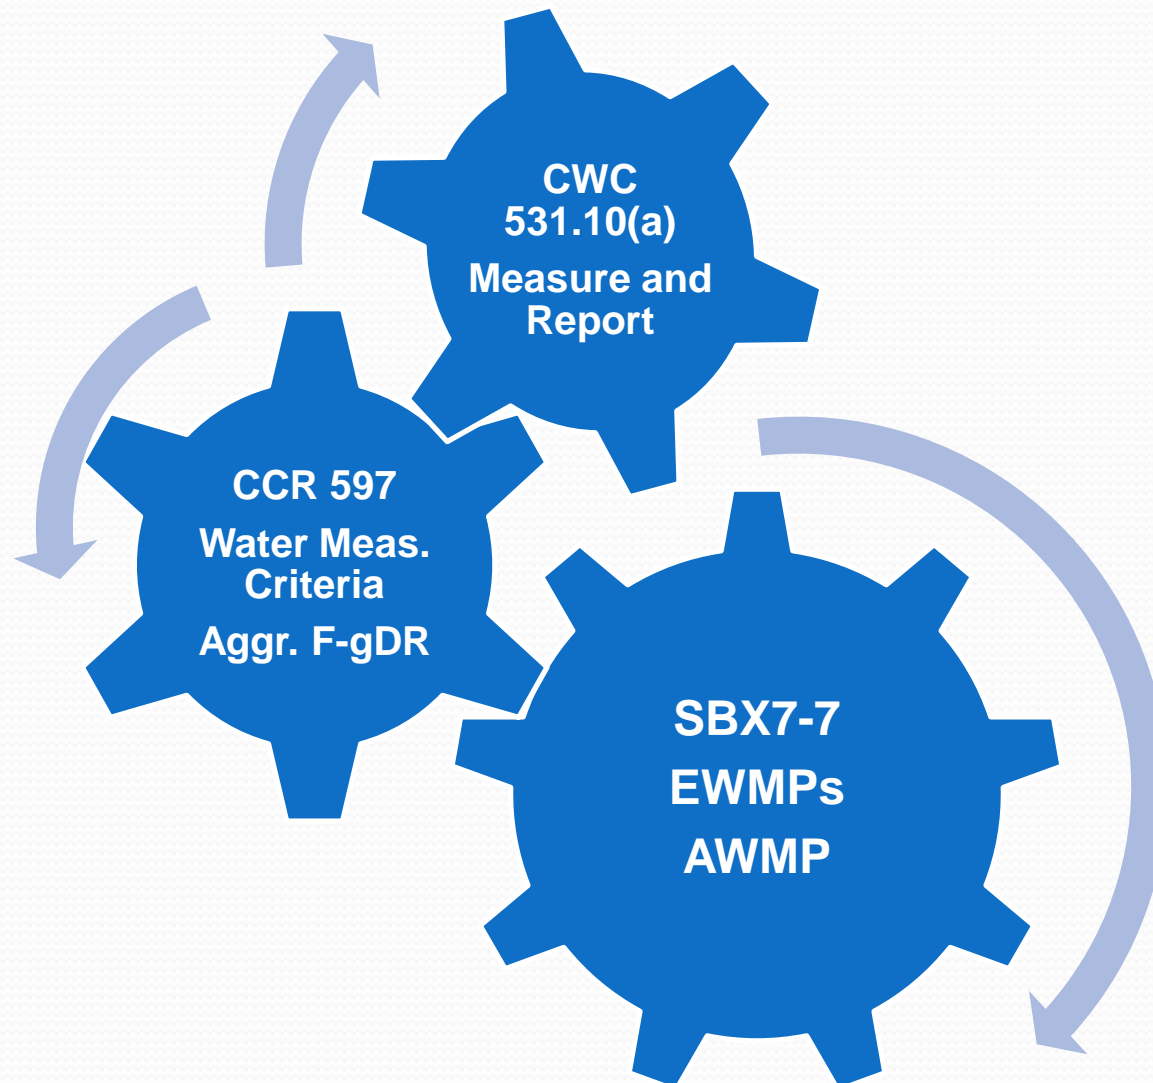 CWC
531.10(a)
Measure and
Report
CCR 597
Water Meas.
Criteria
Aggr. F-gDR
SBX7-7
EWMPs
AWMP